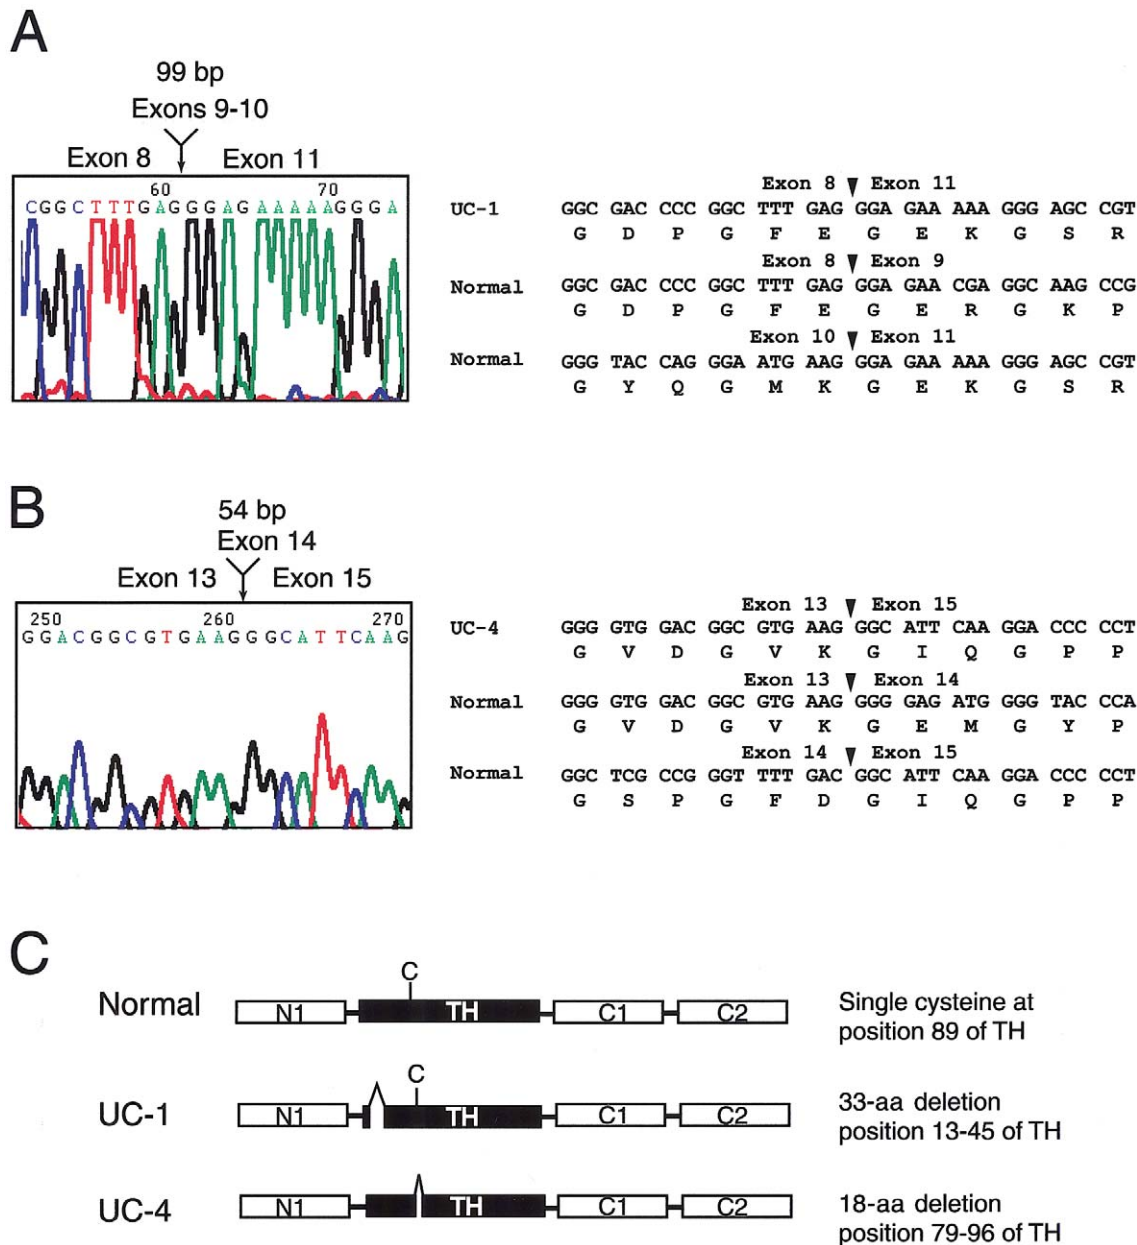 A
99 bp
Exons 9-10
Exon 8 Exon 11
60 70
CGGCTTTGAGGGAGAAAAAGGGA
Exon 8 Exon 11
UC-1 GGC GAC CCC GGC TTT GAG GGA GAA AAA GGG AGC CGT
G D P G F E G E K G S R
Exon 8 Exon 9
Normal GGC GAC CCC GGC TTT GAG GGA GAA CGA GGC AAG CCG
G D P G F E G E R G K P
Exon 10 Exon 11
Normal GGG TAC CAG GGA ATG AAG GGA GAA AAA GGG AGC CGT
G Y Q G M K G E K G S R
B
54 bp
Exon 14
Exon 13 Exon 15
250 260 270
GGACGGCGTGAAGGGCATTCAAG
Exon 13 Exon 15
UC-4 GGG GTG GAC GGC GTG AAG GGC ATT CAA GGA CCC CCT
G V D G V K G I Q G P P
Exon 13 Exon 14
Normal GGG GTG GAC GGC GTG AAG GGG GAG ATG GGG TAC CCA
G V D G V K G E M G Y P
Exon 14 Exon 15
Normal GGC TCG CCG GGT TTT GAC GGC ATT CAA GGA CCC CCT
G S P G F D G I Q G P P
C
C
Normal N1 TH C1 C2 Single cysteine at
position 89 of TH
C
UC-1 N1 TH C1 C2 33-aa deletion
position 13-45 of TH
UC-4 N1 TH C1 C2 18-aa deletion
position 79-96 of TH